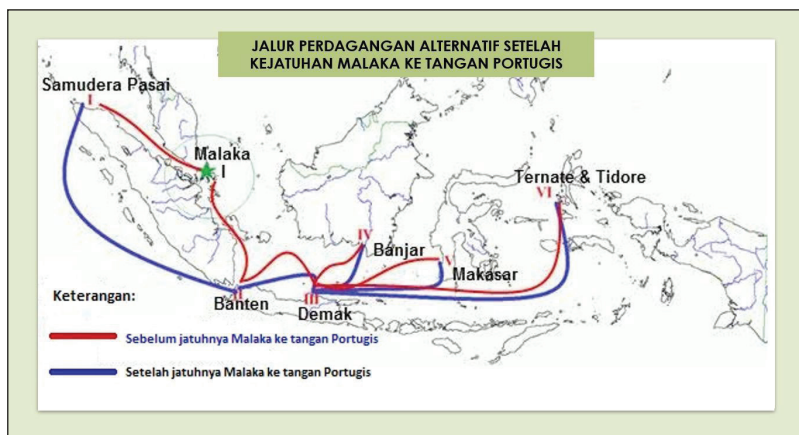 JALUR PERDAGANGAN ALTERNATIF SETELAH
KEJATUHAN MALAKA KE TANGAN PORTUGIS
Samudera Pasai
I
Malaka
I
Ternate & Tidore
VI
IV
Banjar
V
Makasar
II
Banten
III
Demak
Keterangan:
Sebelum jatuhnya Malaka ke tangan Portugis
Setelah jatuhnya Malaka ke tangan Portugis